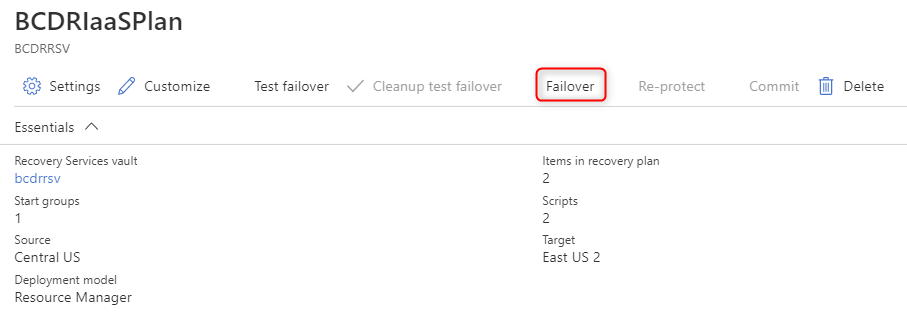 BCDRIaaSPlan
BCDRRSV
Settings Customize Test failover Cleanup test failover Failover Re-protect Commit Delete
Essentials
Recovery Services vault Items in recovery plan
bcdrrsv 2
Start groups Scripts
1 2
Source Target
Central US East US 2
Deployment model
Resource Manager